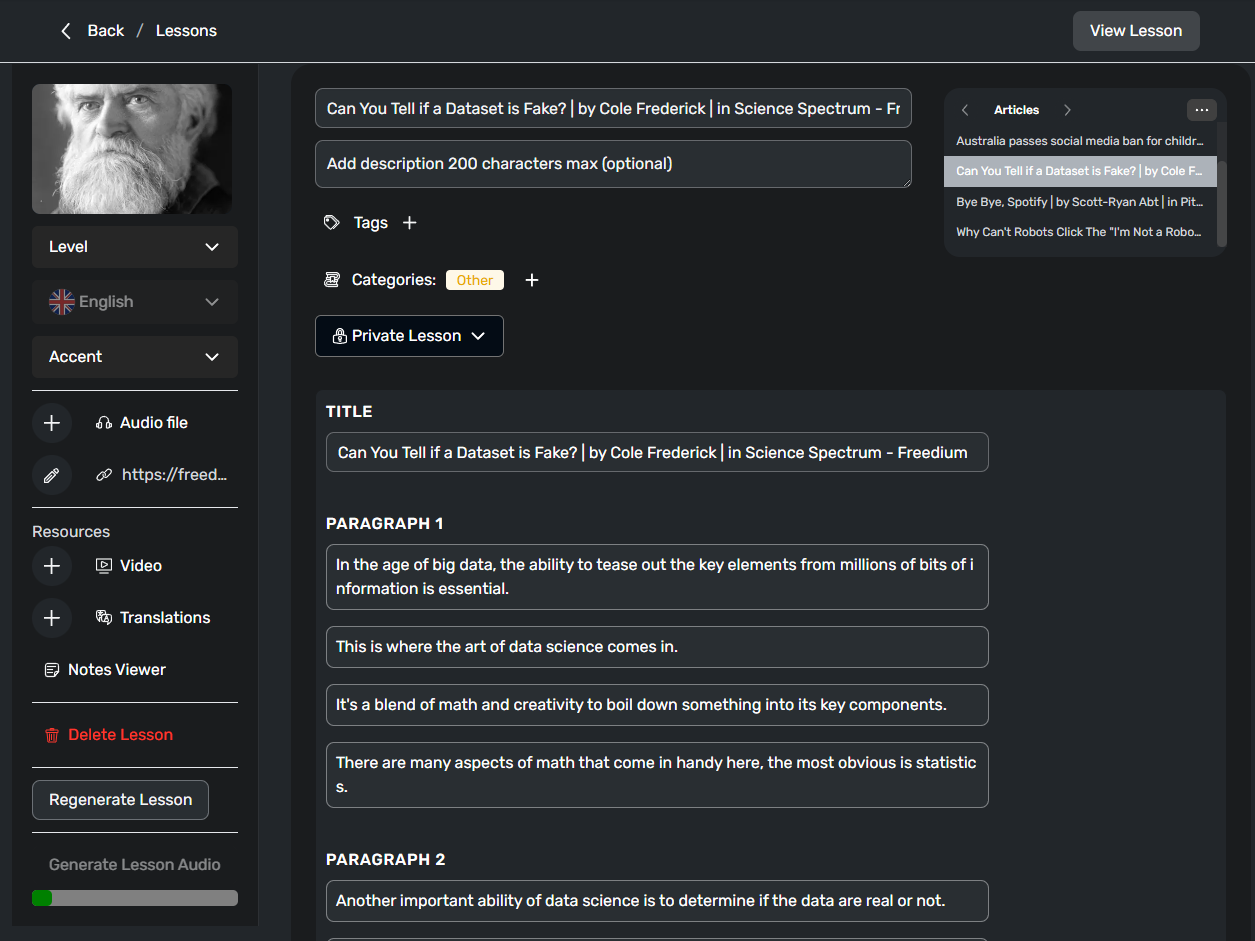 Back / Lessons
View Lesson
Level
English
Accent
Audio file
https://freed...
Resources
Video
Translations
Notes Viewer
Delete Lesson
Regenerate Lesson
Generate Lesson Audio
Can You Tell if a Dataset is Fake? | by Cole Frederick | in Science Spectrum - Fr
Add description 200 characters max (optional)
Tags
Categories: Other
Private Lesson
Articles
Australia passes social media ban for childr...
Can You Tell if a Dataset is Fake? | by Cole F...
Bye Bye, Spotify | by Scott-Ryan Abt | in Pit...
Why Can't Robots Click The "I'm Not a Robo...
TITLE
Can You Tell if a Dataset is Fake? | by Cole Frederick | in Science Spectrum - Freedium
PARAGRAPH 1
In the age of big data, the ability to tease out the key elements from millions of bits of i
nformation is essential.
This is where the art of data science comes in.
It's a blend of math and creativity to boil down something into its key components.
There are many aspects of math that come in handy here, the most obvious is statistic
s.
PARAGRAPH 2
Another important ability of data science is to determine if the data are real or not.